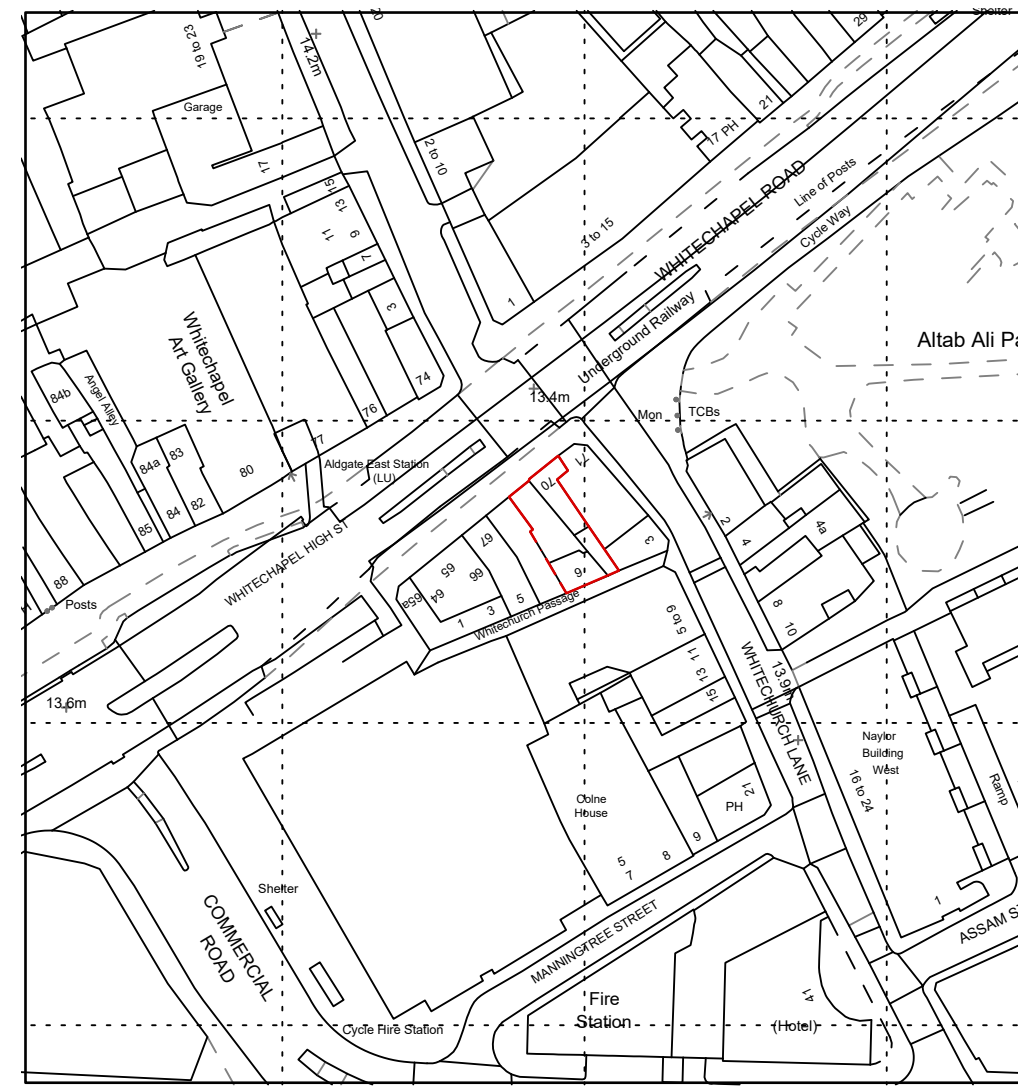 Shelter
20
29
19 to 23
14.2m
Garage
21
17 PH
2 to 10
17
Line of Posts
15
13
WHITECHAPEL ROAD
Cycle Way
3 to 15
11
9
7
3
1
Underground Railway
Whitechapel
Art Gallery
Altab Ali Pa
74
84b
Angel Alley
76
13.4m
Mon
TCBs
77
83
84a
80
Aldgate East Station
(LU)
71
70
82
84
85
WHITECHAPEL HIGH ST
67
2
4
4a
3
88
65
66
6
Posts
64
65a
5
3
1
Whitechurch Passage
8
10
5 to 9
11
13
15
WHITECHURCH LANE
13.9m
13.6m
Naylor
Building
West
16 to 24
Ramp
21
PH
Colne
House
9
8
5
7
1
Shelter
COMMERCIAL
ROAD
MANNINGTREE STREET
ASSAM S
Fire
Station
41
(Hotel)
Cycle Hire Station